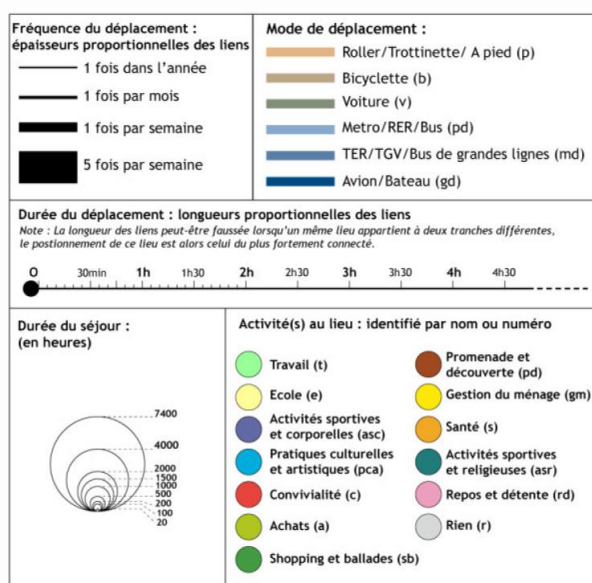 Fréquence du déplacement :
épaisseurs proportionnelles des liens
1 fois dans l'année
1 fois par mois
1 fois par semaine
5 fois par semaine
Mode de déplacement :
Roller/Trottinette/ A pied (p)
Bicyclette (b)
Voiture (v)
Metro/RER/Bus (pd)
TER/TGV/Bus de grandes lignes (md)
Avion/Bateau (gd)
Durée du déplacement : longueurs proportionnelles des liens
Note : La longueur des liens peut-être faussée lorsqu'un même lieu appartient à deux tranches différentes,
le postionnement de ce lieu est alors celui du plus fortement connecté.
0 30min 1h 1h30 2h 2h30 3h 3h30 4h 4h30
Durée du séjour :
(en heures)
7400
4000
2000
1500
1000
500
200
100
20
Activité(s) au lieu : identifié par nom ou numéro
Travail (t)
Ecole (e)
Activités sportives
et corporelles (asc)
Pratiques culturelles
et artistiques (pca)
Convivialité (c)
Achats (a)
Shopping et ballades (sb)
Promenade et
découverte (pd)
Gestion du ménage (gm)
Santé (s)
Activités sportives
et religieuses (asr)
Repos et détente (rd)
Rien (r)